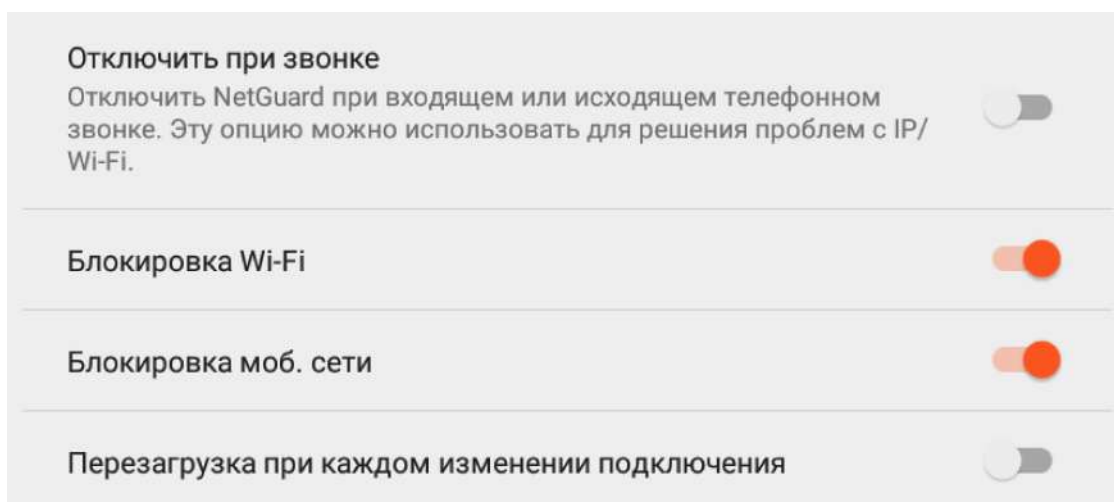 Отключить при звонке
Отключить NetGuard при входящем или исходящем телефонном
звонке. Эту опцию можно использовать для решения проблем с IP/
Wi-Fi.
Блокировка Wi-Fi
Блокировка моб. сети
Перезагрузка при каждом изменении подключения